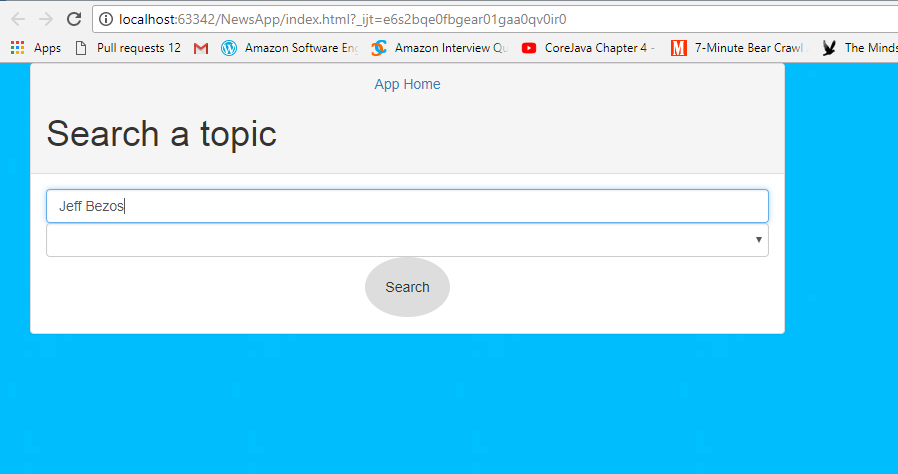 localhost:63342/NewsApp/index.html?_ijt=e6s2bqe0fbgear01gaa0qv0ir0
Apps Pull requests 12 Amazon Software Eng Amazon Interview Qu CoreJava Chapter 4 - 7-Minute Bear Crawl The Minds
App Home
Search a topic
Jeff Bezos
Search